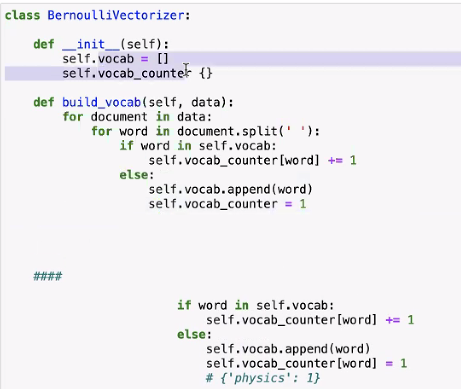 class BernoulliVectorizer:
def __init__(self):
self.vocab = []
self.vocab_counter {}
def build_vocab(self, data):
for document in data:
for word in document.split(' '):
if word in self.vocab:
self.vocab_counter[word] += 1
else:
self.vocab.append(word)
self.vocab_counter = 1
####
if word in self.vocab:
self.vocab_counter[word] += 1
else:
self.vocab.append(word)
self.vocab_counter[word] = 1
# {'physics': 1}